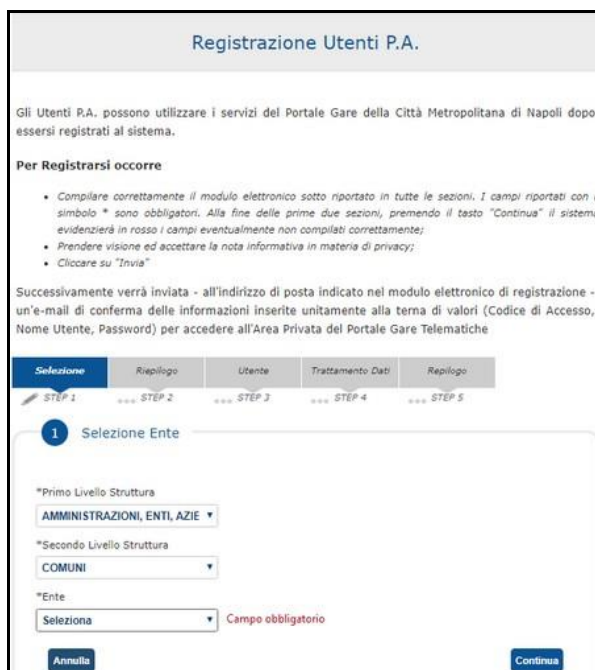 Registrazione Utenti P.A.
Gli Utenti P.A. possono utilizzare i servizi del Portale Gare della Città Metropolitana di Napoli dopo
essersi registrati al sistema.
Per Registrarsi occorre
• Compilare correttamente il modulo elettronico sotto riportato in tutte le sezioni. I campi riportati con
simbolo * sono obbligatori. Alla fine delle prime due sezioni, premendo il tasto "Continua" il sistema
evidenzierà in rosso i campi eventualmente non compilati correttamente;
• Prendere visione ed accettare la nota informativa in materia di privacy;
• Cliccare su "Invia"
Successivamente verrà inviata - all'indirizzo di posta indicato nel modulo elettronico di registrazione -
un'e-mail di conferma delle informazioni inserite unitamente alla terna di valori (Codice di Accesso,
Nome Utente, Password) per accedere all'Area Privata del Portale Gare Telematiche
Selezione Riepilogo Utente Trattamento Dati Repilogo
STEP 1 STEP 2 STEP 3 STEP 4 STEP 5
1 Selezione Ente
*Primo Livello Struttura
AMMINISTRAZIONI, ENTI, AZIE
*Secondo Livello Struttura
COMUNI
*Ente
Seleziona Campo obbligatorio
Annulla Continua